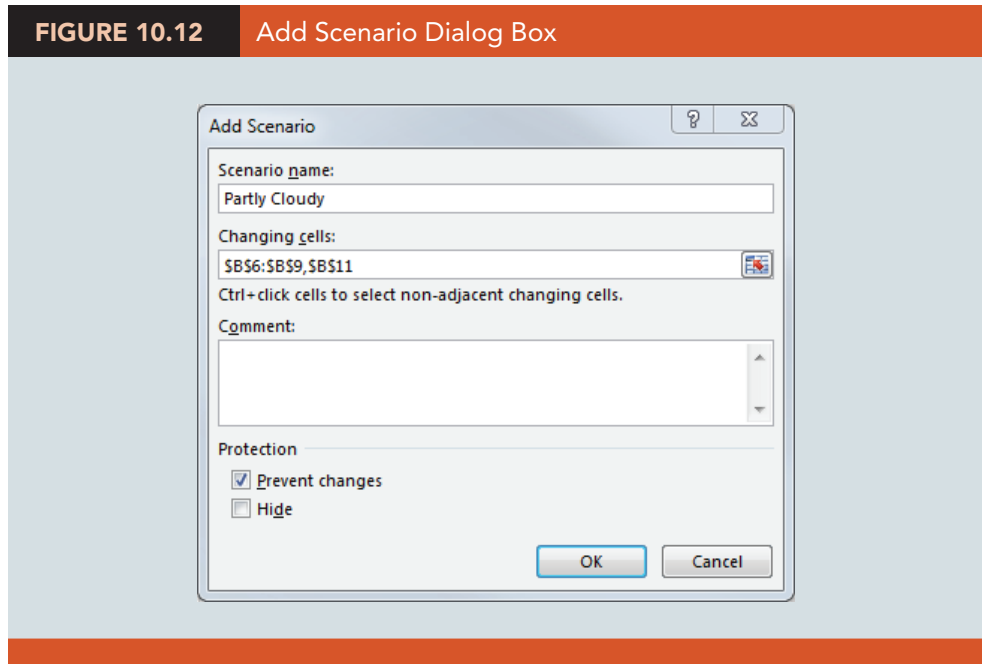 FIGURE 10.12 Add Scenario Dialog Box
Add Scenario
Scenario name:
Partly Cloudy
Changing cells:
$B$6:$B$9,$B$11
Ctrl+click cells to select non-adjacent changing cells.
Comment:
Protection
Prevent changes
Hide
OK Cancel